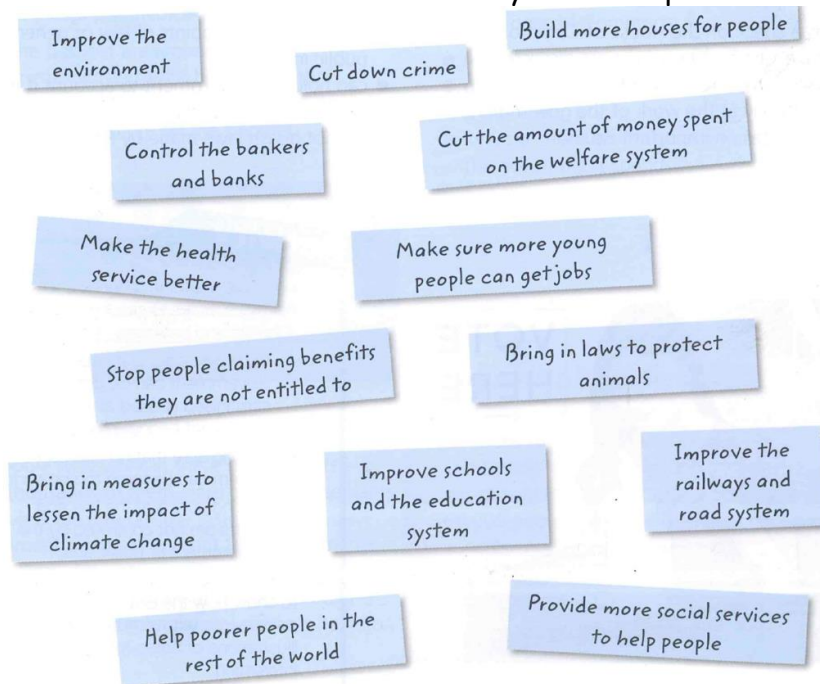 Improve the
environment
Cut down crime
Build more houses for people
Control the bankers
and banks
Cut the amount of money spent
on the welfare system
Make the health
service better
Make sure more young
people can get jobs
Stop people claiming benefits
they are not entitled to
Bring in laws to protect
animals
Bring in measures to
lessen the impact of
climate change
Improve schools
and the education
system
Improve the
railways and
road system
Help poorer people in the
rest of the world
Provide more social services
to help people